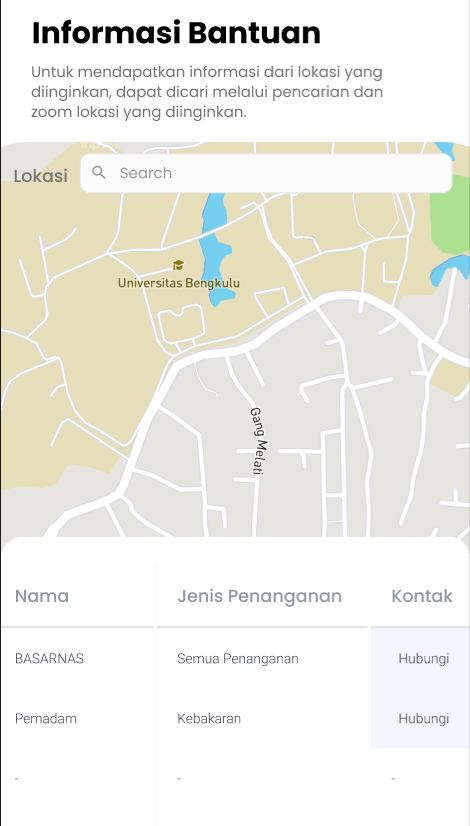 Informasi Bantuan
Untuk mendapatkan informasi dari lokasi yang
diinginkan, dapat dicari melalui pencarian dan
zoom lokasi yang diinginkan.
Lokasi
Search
Universitas Bengkulu
Gang Melati
Nama Jenis Penanganan Kontak
BASARNAS Semua Penanganan Hubungi
Pemadam Kebakaran Hubungi
- - -